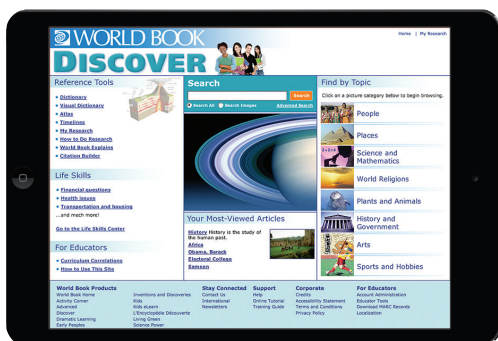 WORLD BOOK
DISCOVER
Home | My Research
Reference Tools
Dictionary
Visual Dictionary
Atlas
Timelines
My Research
How to Do Research
World Book Explains
Citation Builder
Life Skills
Financial questions
Health issues
Transportation and housing
...and much more!
Go to the Life Skills Center
For Educators
Curriculum Correlations
How to Use This Site
Search
Search
Search All Search Images Advanced Search
Your Most-Viewed Articles
History History is the study of
the human past.
Africa
Obama, Barack
Electoral College
Samson
Find by Topic
Click on a picture category below to begin browsing.
People
Places
Science and
Mathematics
World Religions
Plants and Animals
History and
Government
Arts
Sports and Hobbies
World Book Products
World Book Home
Activity Corner
Advanced
Discover
Dramatic Learning
Early Peoples
Inventions and Discoveries
Kids
Kids eLearn
L'Encyclopédie Découverte
Living Green
Science Power
Stay Connected
Contact Us
International
Newsletters
Support
Help
Online Tutorial
Training Guide
Corporate
Credits
Accessibility Statement
Terms and Conditions
Privacy Policy
For Educators
Account Administration
Educator Tools
Download MARC Records
Localization